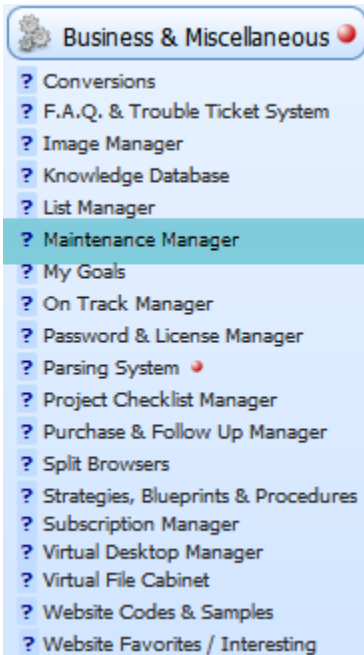 Business & Miscellaneous
? Conversions
? F.A.Q. & Trouble Ticket System
? Image Manager
? Knowledge Database
? List Manager
? Maintenance Manager
? My Goals
? On Track Manager
? Password & License Manager
? Parsing System
? Project Checklist Manager
? Purchase & Follow Up Manager
? Split Browsers
? Strategies, Blueprints & Procedures
? Subscription Manager
? Virtual Desktop Manager
? Virtual File Cabinet
? Website Codes & Samples
? Website Favorites / Interesting